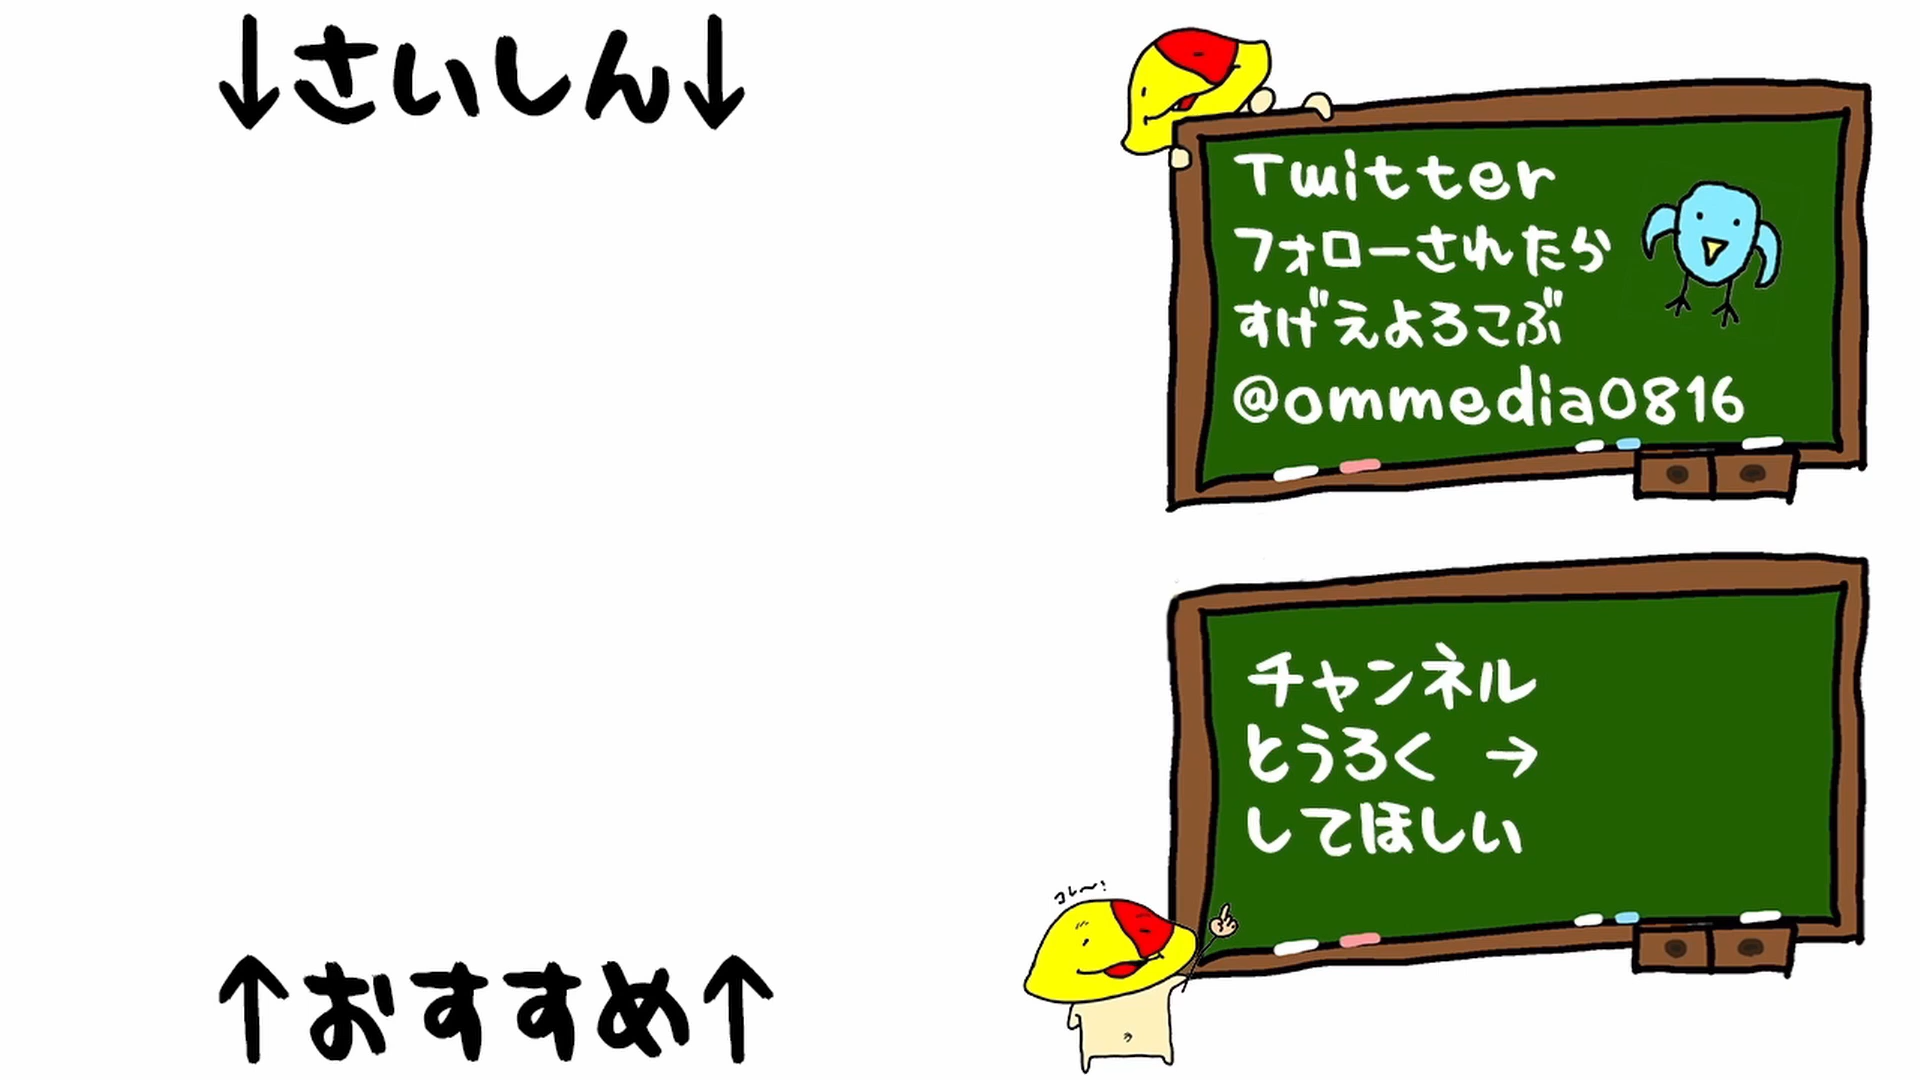 ↓さいしん↓
Twitter
フォローされたら
すげえよろこぶ
@ommedia0816
チャンネル
とうろく →
してほしい
コレ〜!
↑おすすめ↑